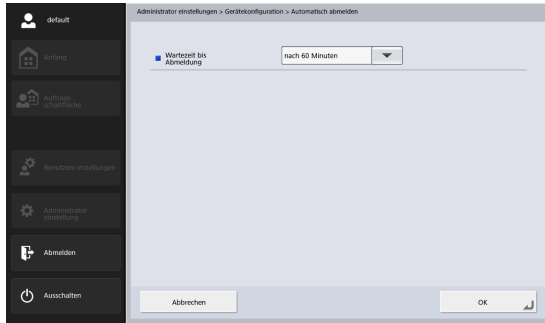 default
Anfang
Auftrags-
schaltfläche
Benutzere instellungen
Administrator -
einstellung
Abmelden
Ausschalten
Administrator einstellungen > Gerätekonfiguration > Automatisch abmelden
Wartezeit bis
Abmeldung
nach 60 Minuten
Abbrechen
OK